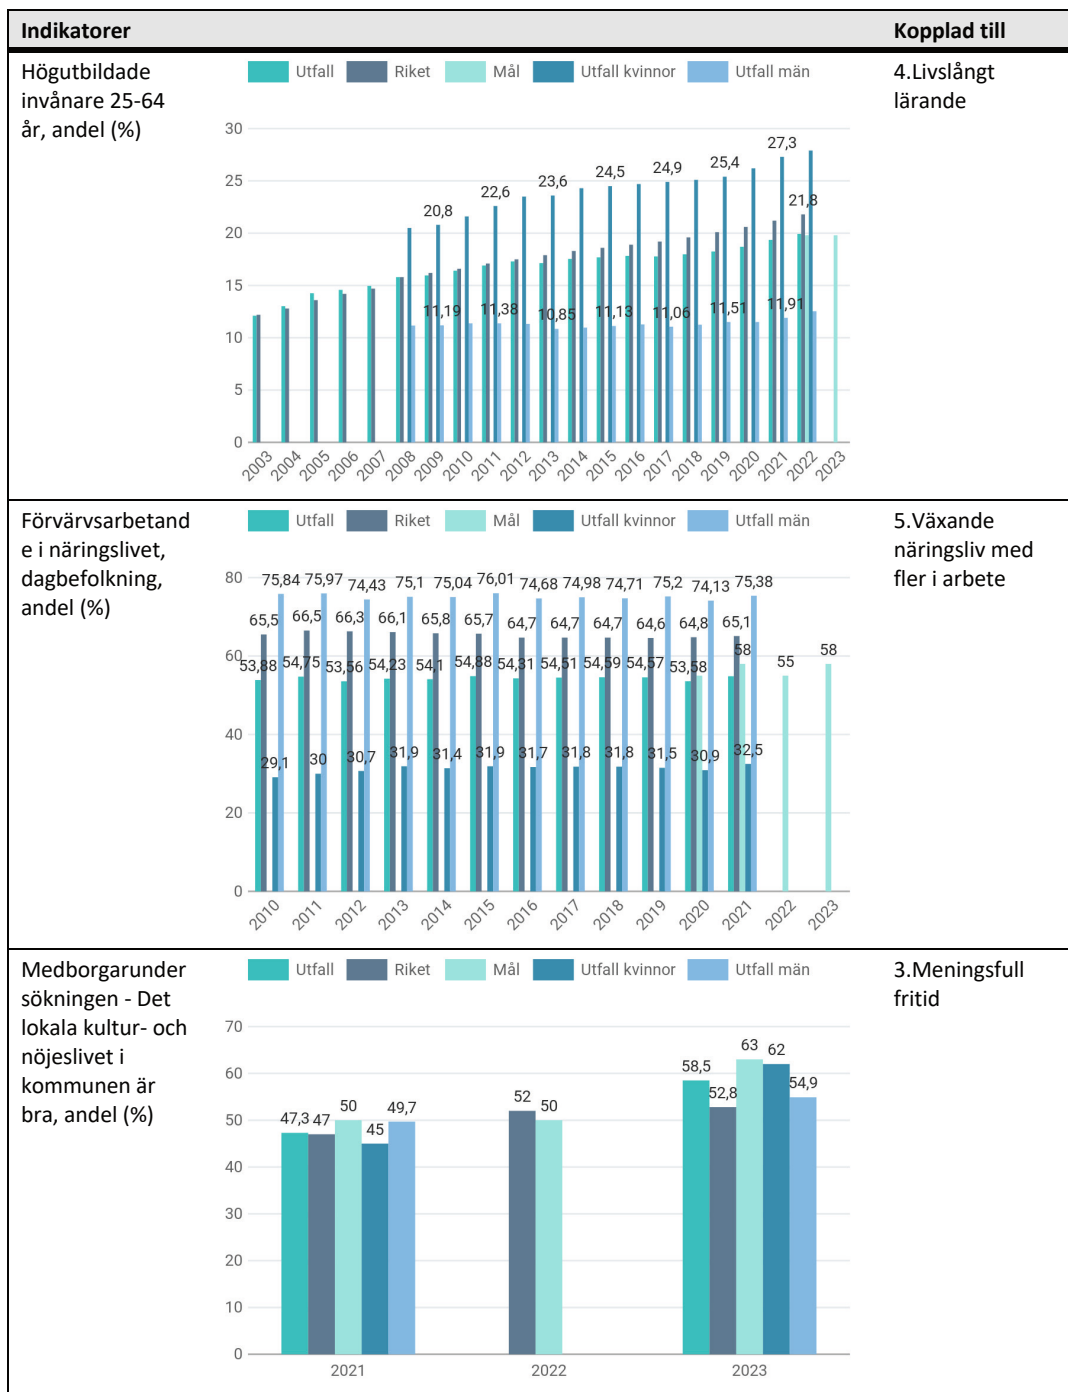 Indikatorer Kopplad till
Högutbildade
invånare 25-64
år, andel (%)
Utfall Riket Mål Utfall kvinnor Utfall män
4.Livslångt
lärande
30
25
20
15
10
5
0
20,8 22,6 23,6 24,5 24,9 25,4 27,3 21,8
11,19 11,38 10,85 11,13 11,06 11,51 11,91
2003 2004 2005 2006 2007 2008 2009 2010 2011 2012 2013 2014 2015 2016 2017 2018 2019 2020 2021 2022 2023
Förvärvsarbetand
e i näringslivet,
dagbefolkning,
andel (%)
Utfall Riket Mål Utfall kvinnor Utfall män
5.Växande
näringsliv med
fler i arbete
80
60
40
20
0
75,84 75,97 74,43 75,1 75,04 76,01 74,68 74,98 74,71 75,2 74,13 75,38
65,5 66,5 66,3 66,1 65,8 65,7 64,7 64,7 64,7 64,6 64,8 65,1
53,88 54,75 53,56 54,23 54,1 54,88 54,31 54,51 54,59 54,57 53,58 58 55 58
29,1 30 30,7 31,9 31,4 31,9 31,7 31,8 31,8 31,5 30,9 32,5
2010 2011 2012 2013 2014 2015 2016 2017 2018 2019 2020 2021 2022 2023
Medborgarunder
sökningen - Det
lokala kultur- och
nöjeslivet i
kommunen är
bra, andel (%)
Utfall Riket Mål Utfall kvinnor Utfall män
3.Meningsfull
fritid
70
60
50
40
30
20
10
0
47,3 47 50 45 49,7 52 50 58,5 52,8 63 62 54,9
2021 2022 2023